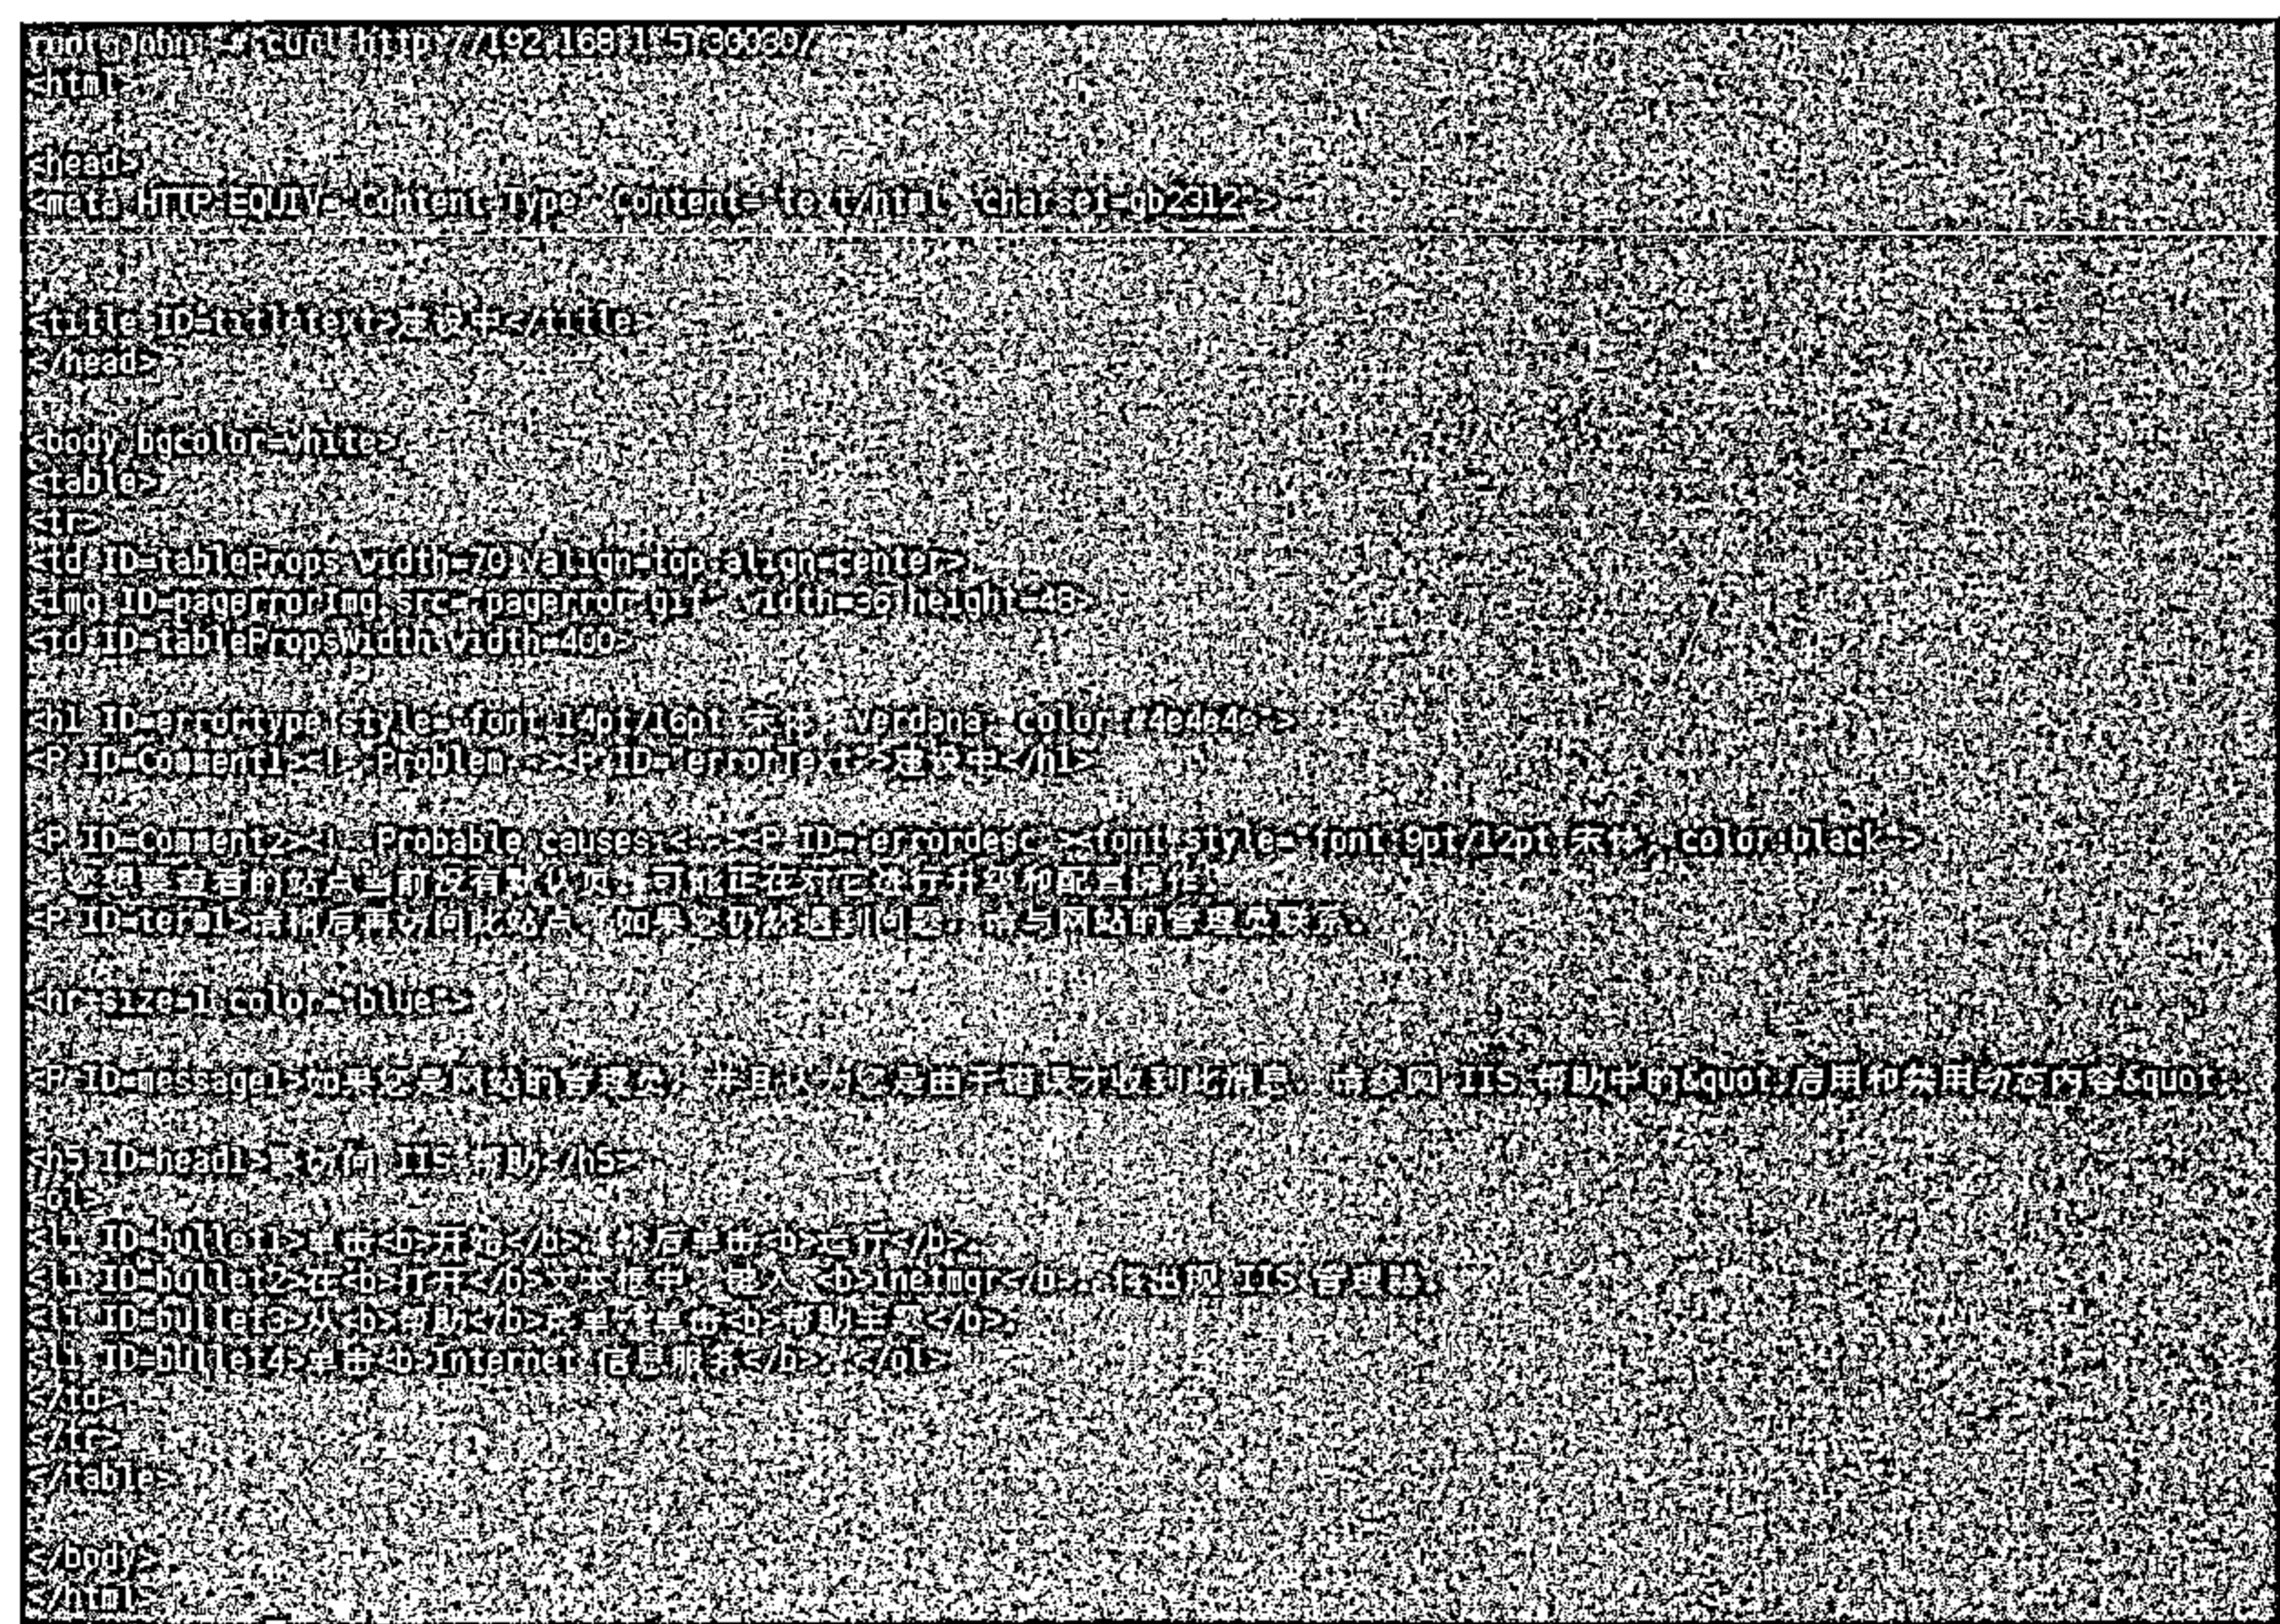 root@John:~# curl http://192.168.1.5:30030/
<html>
<head>
<meta HTTP-EQUIV="Content-Type" Content="text/html; charset=gb2312">
<title ID=titletext>建设中</title>
</head>
<body bgcolor=white>
<table>
<tr>
<td ID=tableProps width=70 valign=top align=center>
<img ID=pagerrorImg src="pagerror.gif" width=36 height=48>
<td ID=tablePropsWidth width=400>
<h1 ID=errortype style="font:14pt/16pt 宋体, verdana; color:#4e4e4e">
<P ID=Comment1><!--Problem--><P ID="errorText">建设中</h1>
<P ID=Comment2><!--Probable causes:<--><P ID="errordesc"><font style="font:9pt/12pt 宋体; color:black">
您想要查看的站点当前没有默认页。可能正在对它进行升级和配置操作。
<P ID=term1>请稍后再访问此站点。如果您仍然遇到问题，请与网站的管理员联系。
<hr size=1 color="blue">
<P ID=message1>如果您是网站的管理员，并且认为您是由于错误才收到此消息，请参阅 IIS 帮助中的&quot;启用和禁用动态内容&quot;
<h5 ID=head1>要访问 IIS 帮助</h5>
<ol>
<li ID=bullet1>单击<b>开始</b>，然后单击<b>运行</b>。
<li ID=bullet2>在<b>打开</b>文本框中，键入 <b>inetmgr</b>。将出现 IIS 管理器。
<li ID=bullet3>从<b>帮助</b>菜单，单击<b>帮助主题</b>。
<li ID=bullet4>单击<b>Internet 信息服务</b>。</ol>
</td>
</tr>
</table>
</body>
</html>